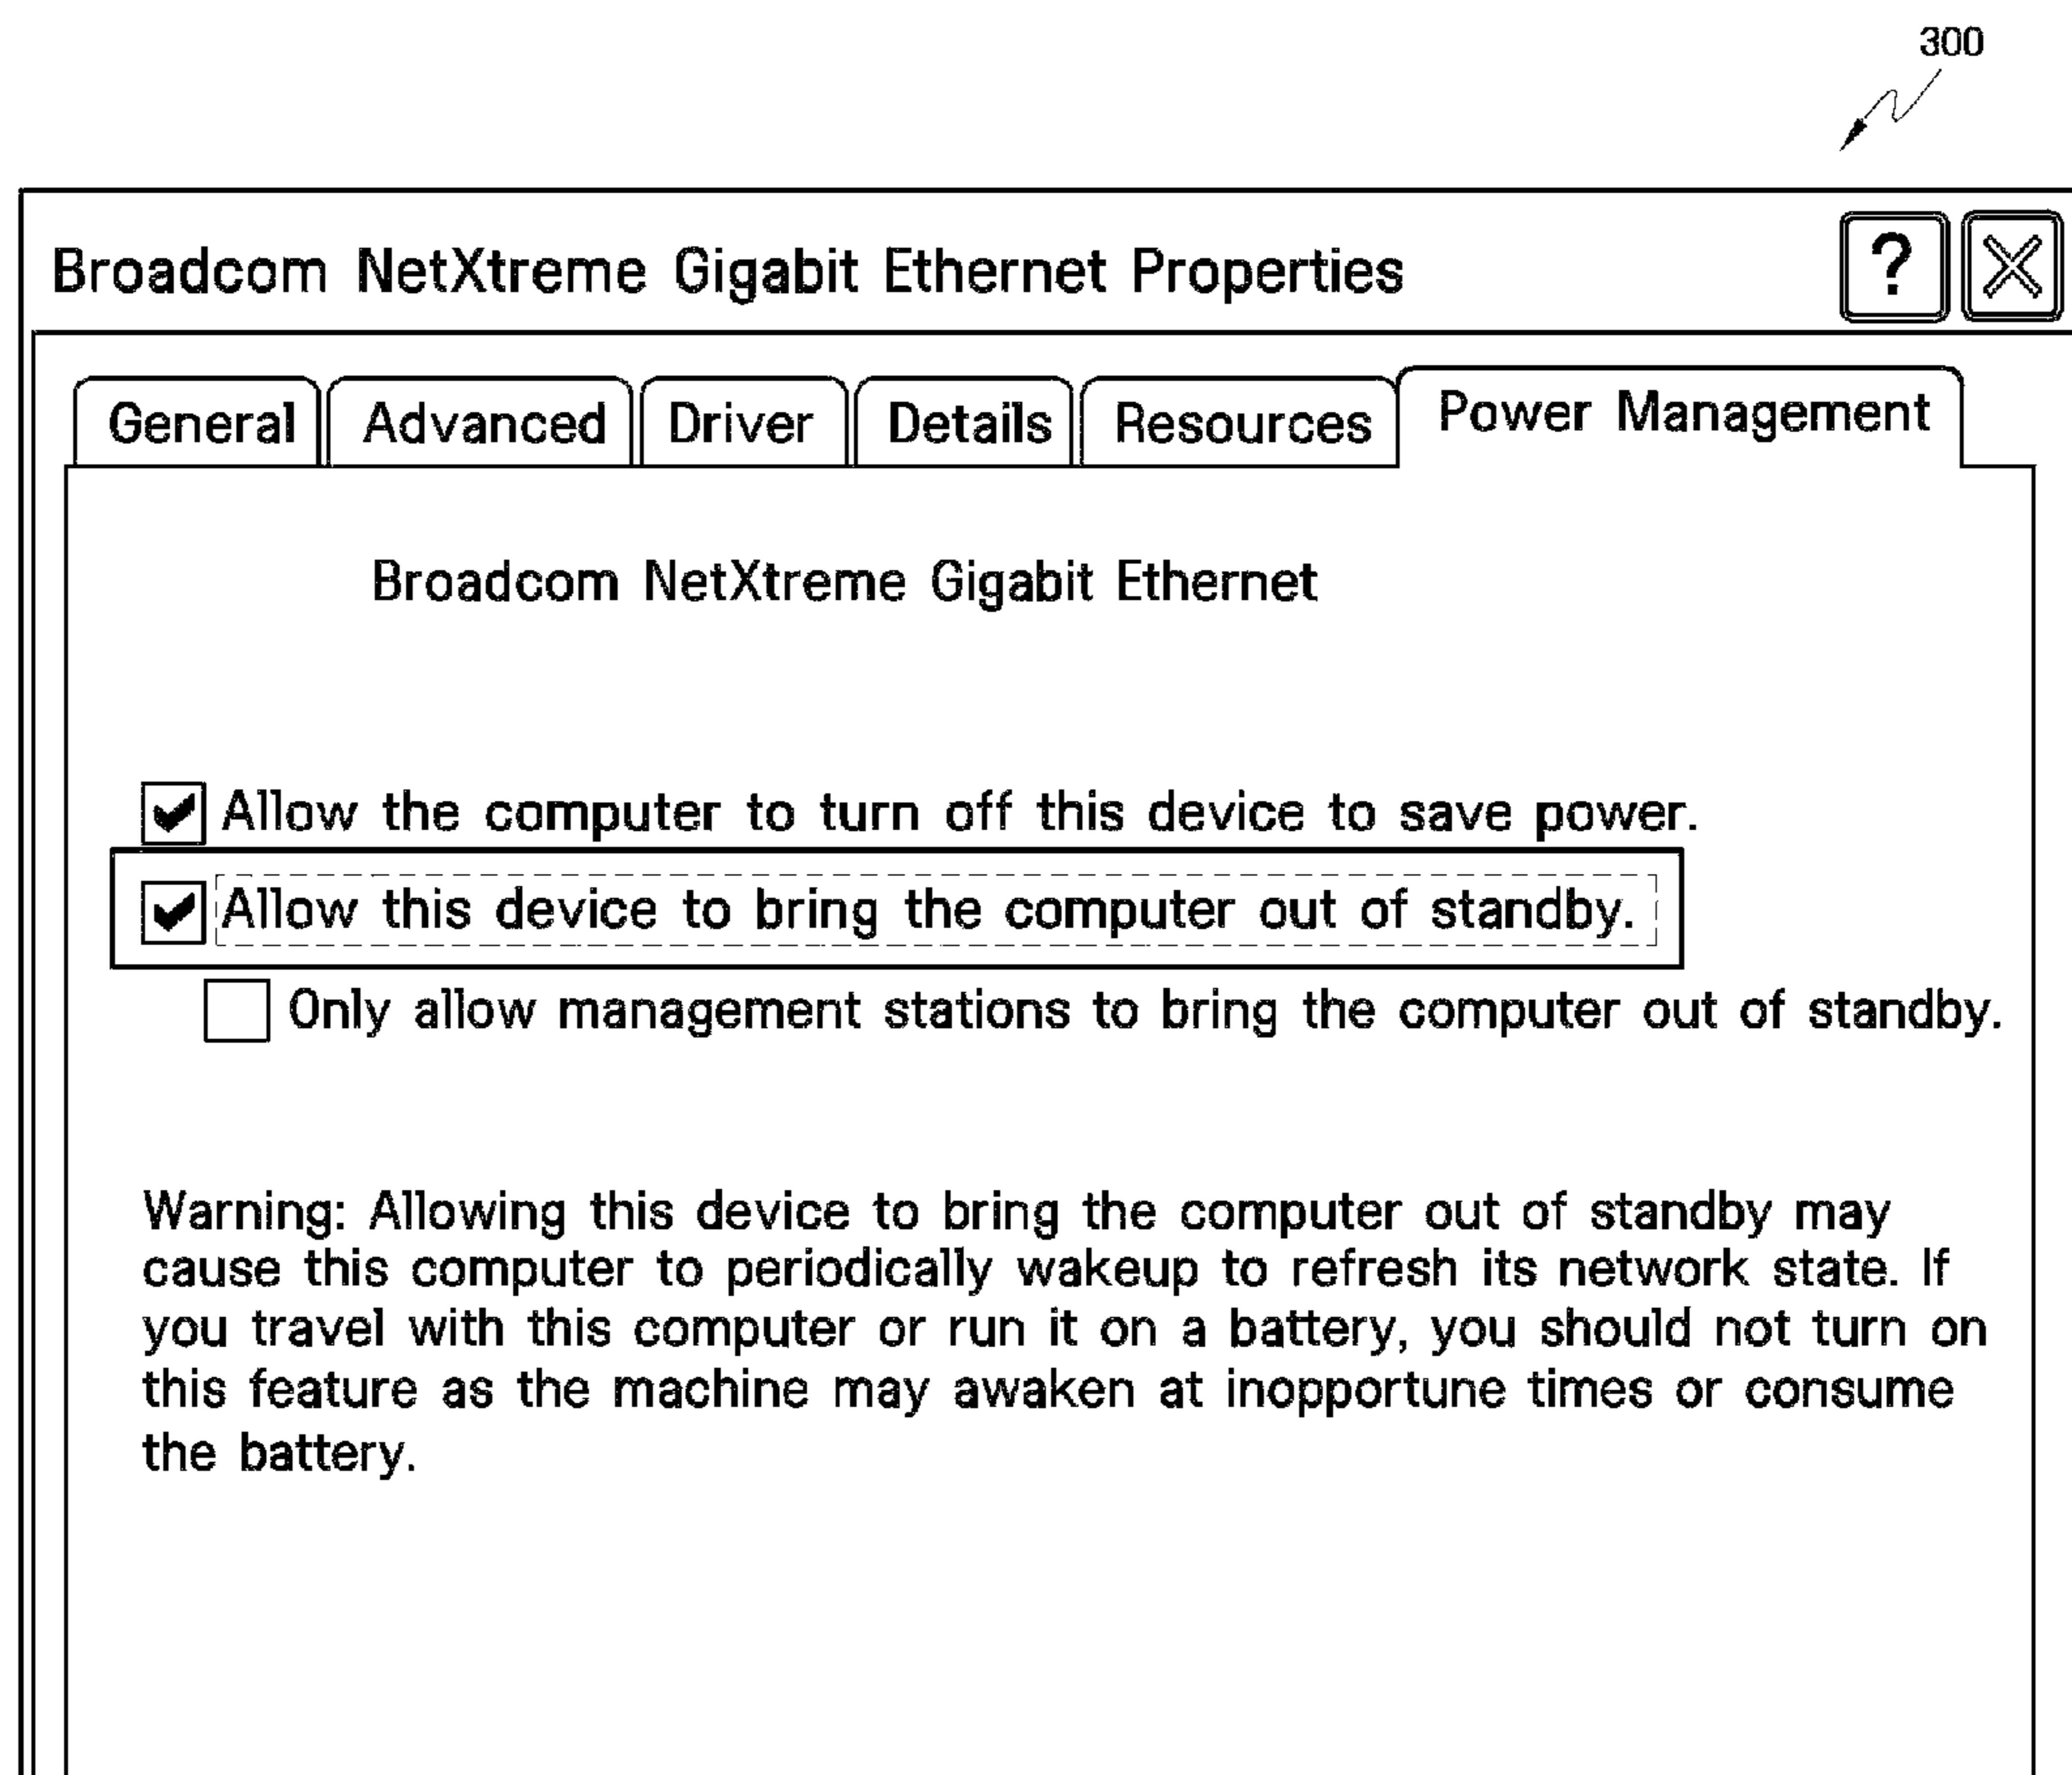 300
Broadcom NetXtreme Gigabit Ethernet Properties ?
General Advanced Driver Details Resources Power Management
Broadcom NetXtreme Gigabit Ethernet
Allow the computer to turn off this device to save power.
Allow this device to bring the computer out of standby.
Only allow management stations to bring the computer out of standby.
Warning: Allowing this device to bring the computer out of standby may
cause this computer to periodically wakeup to refresh its network state. If
you travel with this computer or run it on a battery, you should not turn on
this feature as the machine may awaken at inopportune times or consume
the battery.